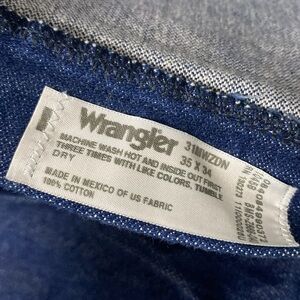 Wrangler 31MWZDN
35 X 34
MACHINE WASH HOT AND INSIDE OUT FIRST
THREE TIMES WITH LIKE COLORS. TUMBLE
DRY
MADE IN MEXICO OF US FABRIC
100% COTTON